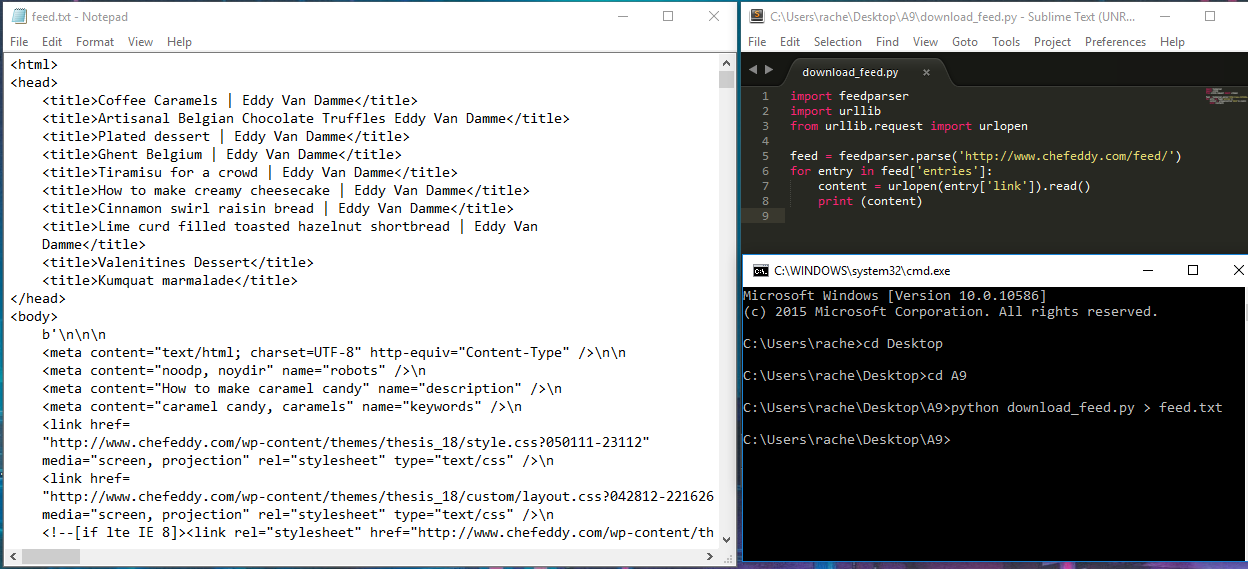 feed.txt - Notepad
File Edit Format View Help
<html>
<head>
<title>Coffee Caramels | Eddy Van Damme</title>
<title>Artisanal Belgian Chocolate Truffles Eddy Van Damme</title>
<title>Plated dessert | Eddy Van Damme</title>
<title>Ghent Belgium | Eddy Van Damme</title>
<title>Tiramisu for a crowd | Eddy Van Damme</title>
<title>How to make creamy cheesecake | Eddy Van Damme</title>
<title>Cinnamon swirl raisin bread | Eddy Van Damme</title>
<title>Lime curd filled toasted hazelnut shortbread | Eddy Van
Damme</title>
<title>Valenitines Dessert</title>
<title>Kumquat marmalade</title>
</head>
<body>
b'\n\n\n
<meta content="text/html; charset=UTF-8" http-equiv="Content-Type" />\n\n
<meta content="noodp, noydir" name="robots" />\n
<meta content="How to make caramel candy" name="description" />\n
<meta content="caramel candy, caramels" name="keywords" />\n
<link href=
"http://www.chefeddy.com/wp-content/themes/thesis_18/style.css?050111-23112"
media="screen, projection" rel="stylesheet" type="text/css" />\n
<link href=
"http://www.chefeddy.com/wp-content/themes/thesis_18/custom/layout.css?042812-221626
media="screen, projection" rel="stylesheet" type="text/css" />\n
<!--[if lte IE 8]><link rel="stylesheet" href="http://www.chefeddy.com/wp-content/th
C:\Users\rache\Desktop\A9\download_feed.py - Sublime Text (UNR...
File Edit Selection Find View Goto Tools Project Preferences Help
download_feed.py
1 import feedparser
2 import urllib
3 from urllib.request import urlopen
4
5 feed = feedparser.parse('http://www.chefeddy.com/feed/')
6 for entry in feed['entries']:
7 content = urlopen(entry['link']).read()
8 print (content)
9
C:\WINDOWS\system32\cmd.exe
Microsoft Windows [Version 10.0.10586]
(c) 2015 Microsoft Corporation. All rights reserved.
C:\Users\rache>cd Desktop
C:\Users\rache\Desktop>cd A9
C:\Users\rache\Desktop\A9>python download_feed.py > feed.txt
C:\Users\rache\Desktop\A9>